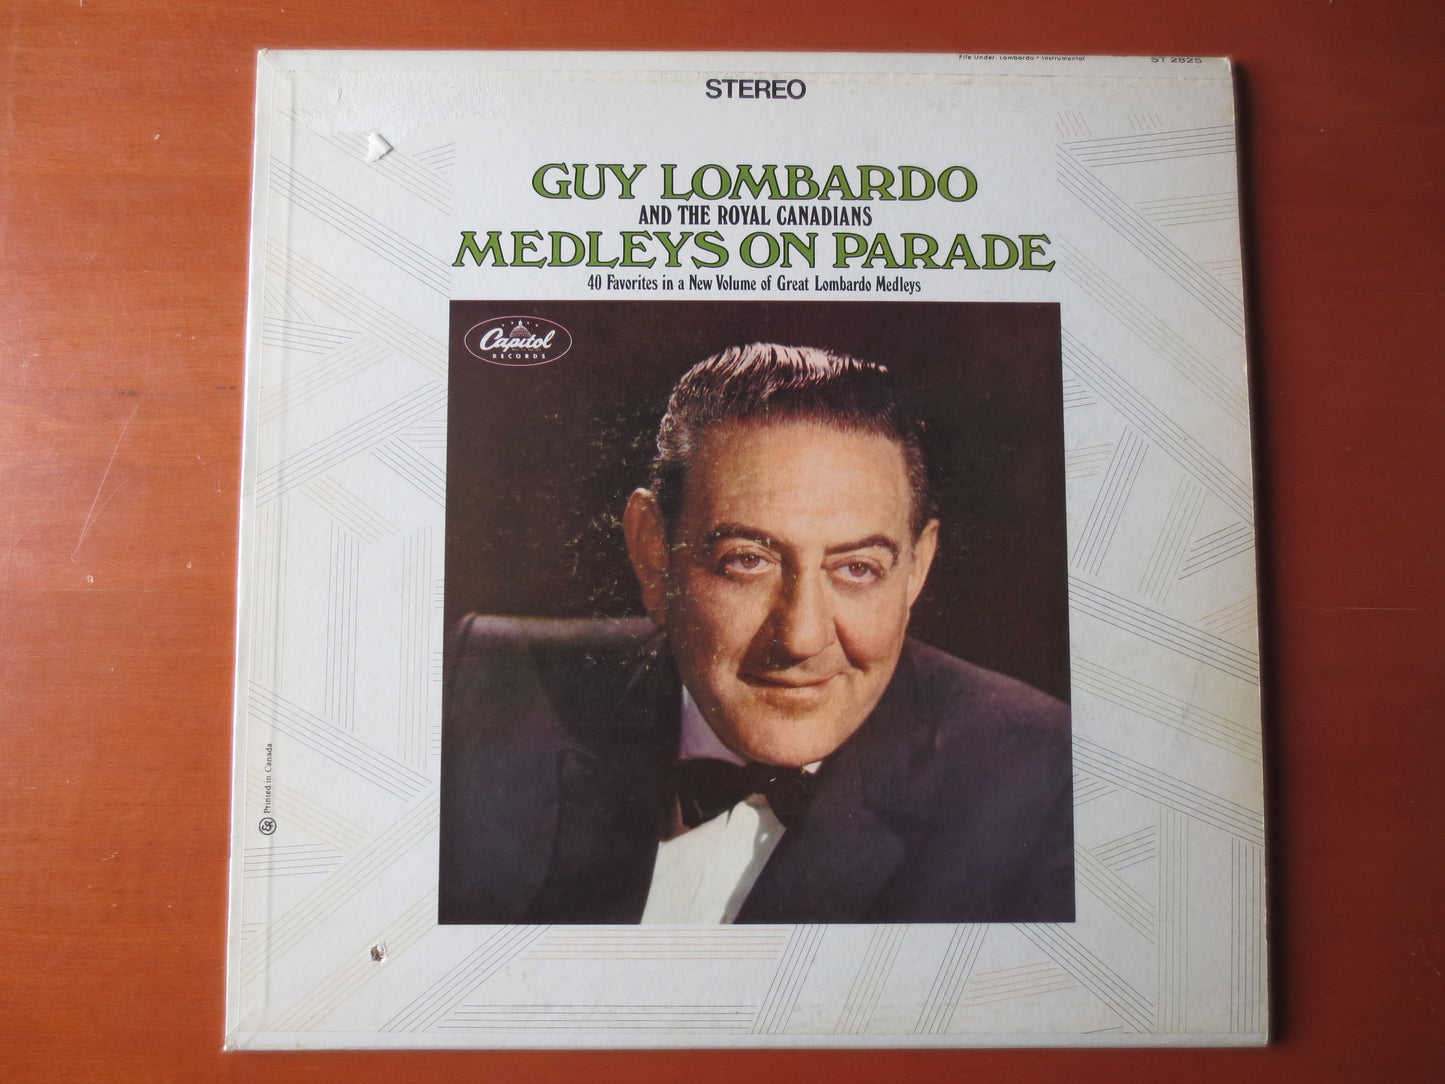 File Under: Lombardo • Instrumental
ST 2825
STEREO
GUY LOMBARDO
AND THE ROYAL CANADIANS
MEDLEYS ON PARADE
40 Favorites in a New Volume of Great Lombardo Medleys
Capitol
RECORDS
Printed in Canada